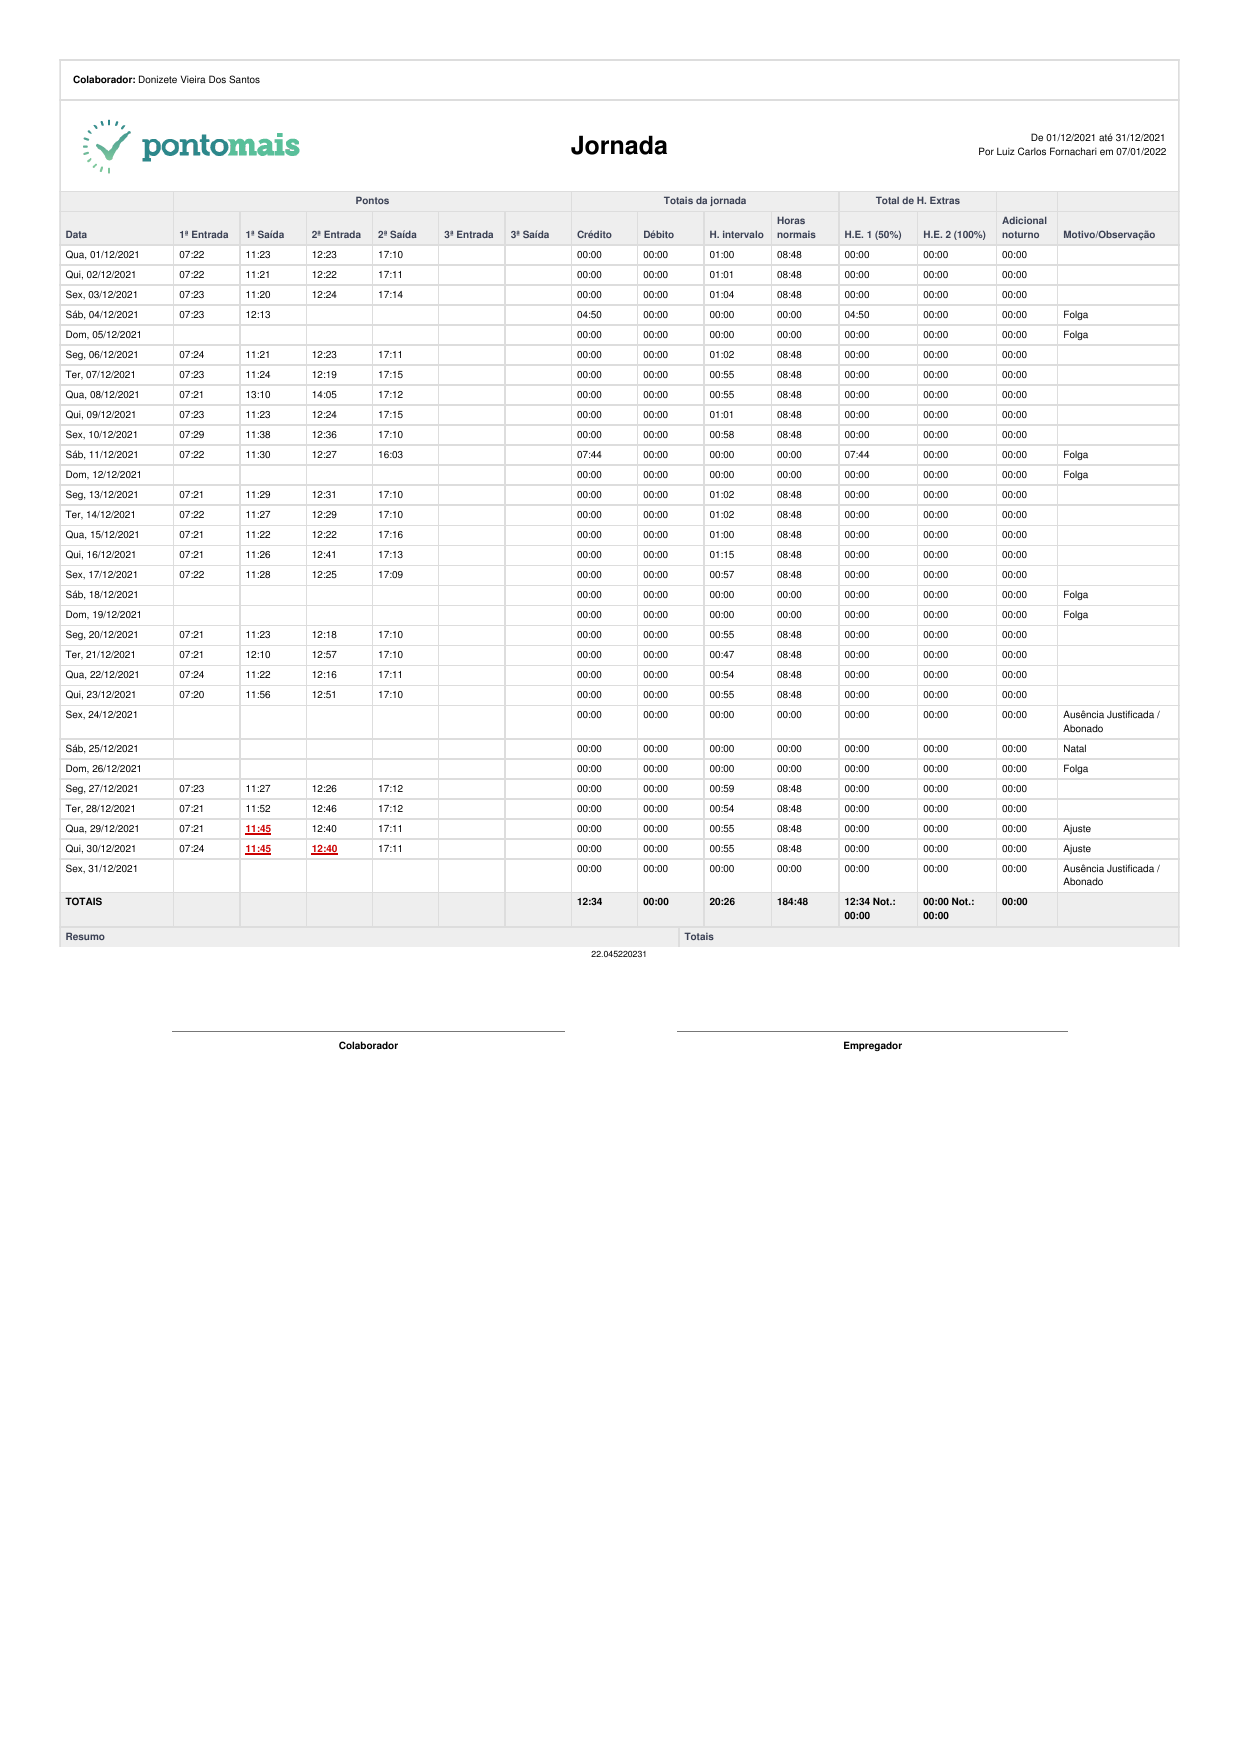 Colaborador: Donizete Vieira Dos Santos
pontomais
Jornada
De 01/12/2021 até 31/12/2021
Por Luiz Carlos Fornachari em 07/01/2022
Pontos Totais da jornada Total de H. Extras
Data 1ª Entrada 1ª Saída 2ª Entrada 2ª Saída 3ª Entrada 3ª Saída Crédito Débito H. intervalo Horas normais H.E. 1 (50%) H.E. 2 (100%) Adicional noturno Motivo/Observação
Qua, 01/12/2021 07:22 11:23 12:23 17:10 00:00 00:00 01:00 08:48 00:00 00:00 00:00
Qui, 02/12/2021 07:22 11:21 12:22 17:11 00:00 00:00 01:01 08:48 00:00 00:00 00:00
Sex, 03/12/2021 07:23 11:20 12:24 17:14 00:00 00:00 01:04 08:48 00:00 00:00 00:00
Sáb, 04/12/2021 07:23 12:13 04:50 00:00 00:00 00:00 04:50 00:00 00:00 Folga
Dom, 05/12/2021 00:00 00:00 00:00 00:00 00:00 00:00 00:00 Folga
Seg, 06/12/2021 07:24 11:21 12:23 17:11 00:00 00:00 01:02 08:48 00:00 00:00 00:00
Ter, 07/12/2021 07:23 11:24 12:19 17:15 00:00 00:00 00:55 08:48 00:00 00:00 00:00
Qua, 08/12/2021 07:21 13:10 14:05 17:12 00:00 00:00 00:55 08:48 00:00 00:00 00:00
Qui, 09/12/2021 07:23 11:23 12:24 17:15 00:00 00:00 01:01 08:48 00:00 00:00 00:00
Sex, 10/12/2021 07:29 11:38 12:36 17:10 00:00 00:00 00:58 08:48 00:00 00:00 00:00
Sáb, 11/12/2021 07:22 11:30 12:27 16:03 07:44 00:00 00:00 00:00 07:44 00:00 00:00 Folga
Dom, 12/12/2021 00:00 00:00 00:00 00:00 00:00 00:00 00:00 Folga
Seg, 13/12/2021 07:21 11:29 12:31 17:10 00:00 00:00 01:02 08:48 00:00 00:00 00:00
Ter, 14/12/2021 07:22 11:27 12:29 17:10 00:00 00:00 01:02 08:48 00:00 00:00 00:00
Qua, 15/12/2021 07:21 11:22 12:22 17:16 00:00 00:00 01:00 08:48 00:00 00:00 00:00
Qui, 16/12/2021 07:21 11:26 12:41 17:13 00:00 00:00 01:15 08:48 00:00 00:00 00:00
Sex, 17/12/2021 07:22 11:28 12:25 17:09 00:00 00:00 00:57 08:48 00:00 00:00 00:00
Sáb, 18/12/2021 00:00 00:00 00:00 00:00 00:00 00:00 00:00 Folga
Dom, 19/12/2021 00:00 00:00 00:00 00:00 00:00 00:00 00:00 Folga
Seg, 20/12/2021 07:21 11:23 12:18 17:10 00:00 00:00 00:55 08:48 00:00 00:00 00:00
Ter, 21/12/2021 07:21 12:10 12:57 17:10 00:00 00:00 00:47 08:48 00:00 00:00 00:00
Qua, 22/12/2021 07:24 11:22 12:16 17:11 00:00 00:00 00:54 08:48 00:00 00:00 00:00
Qui, 23/12/2021 07:20 11:56 12:51 17:10 00:00 00:00 00:55 08:48 00:00 00:00 00:00
Sex, 24/12/2021 00:00 00:00 00:00 00:00 00:00 00:00 00:00 Ausência Justificada / Abonado
Sáb, 25/12/2021 00:00 00:00 00:00 00:00 00:00 00:00 00:00 Natal
Dom, 26/12/2021 00:00 00:00 00:00 00:00 00:00 00:00 00:00 Folga
Seg, 27/12/2021 07:23 11:27 12:26 17:12 00:00 00:00 00:59 08:48 00:00 00:00 00:00
Ter, 28/12/2021 07:21 11:52 12:46 17:12 00:00 00:00 00:54 08:48 00:00 00:00 00:00
Qua, 29/12/2021 07:21 11:45 12:40 17:11 00:00 00:00 00:55 08:48 00:00 00:00 00:00 Ajuste
Qui, 30/12/2021 07:24 11:45 12:40 17:11 00:00 00:00 00:55 08:48 00:00 00:00 00:00 Ajuste
Sex, 31/12/2021 00:00 00:00 00:00 00:00 00:00 00:00 00:00 Ausência Justificada / Abonado
TOTAIS 12:34 00:00 20:26 184:48 12:34 Not.: 00:00 00:00 Not.: 00:00 00:00
Resumo Totais
22.045220231
Colaborador Empregador